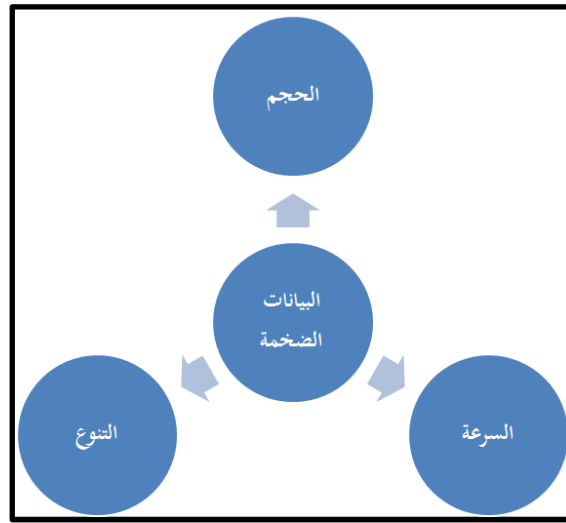 الحجم
البيانات
الضخمة
السرعة
التنوع